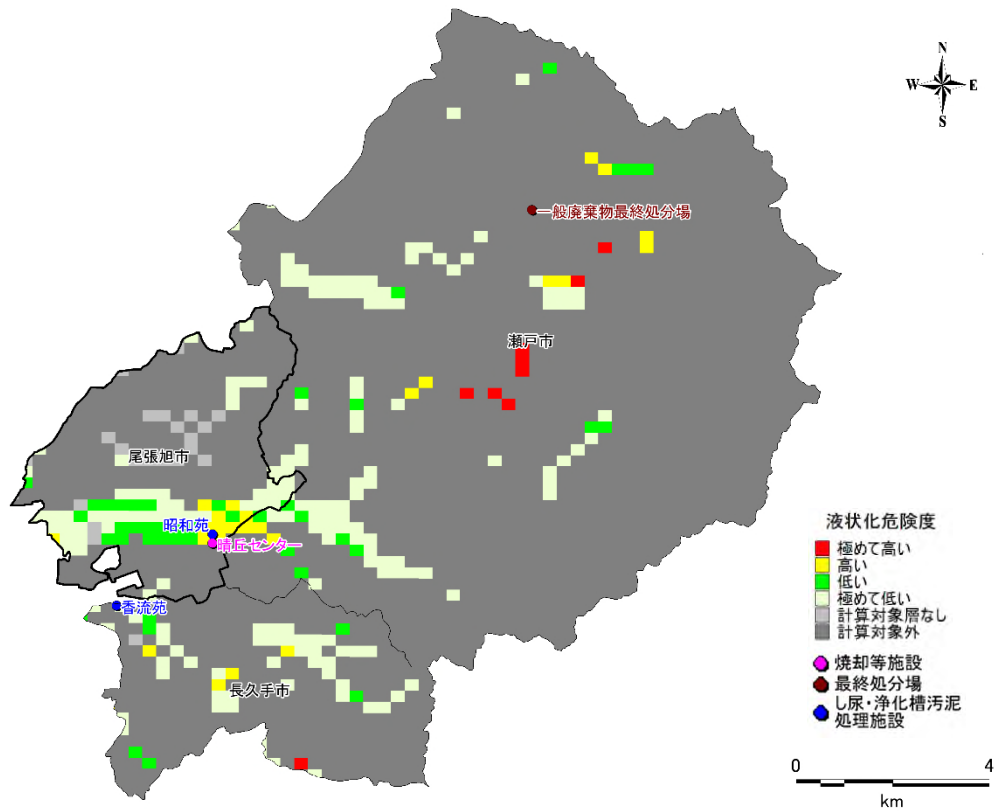 N
W E
S
一般廃棄物最終処分場
瀬戸市
尾張旭市
昭和苑
晴丘センター
香流苑
長久手市
液状化危険度
極めて高い
高い
低い
極めて低い
計算対象層なし
計算対象外
焼却等施設
最終処分場
し尿・浄化槽汚泥
処理施設
0 4
km